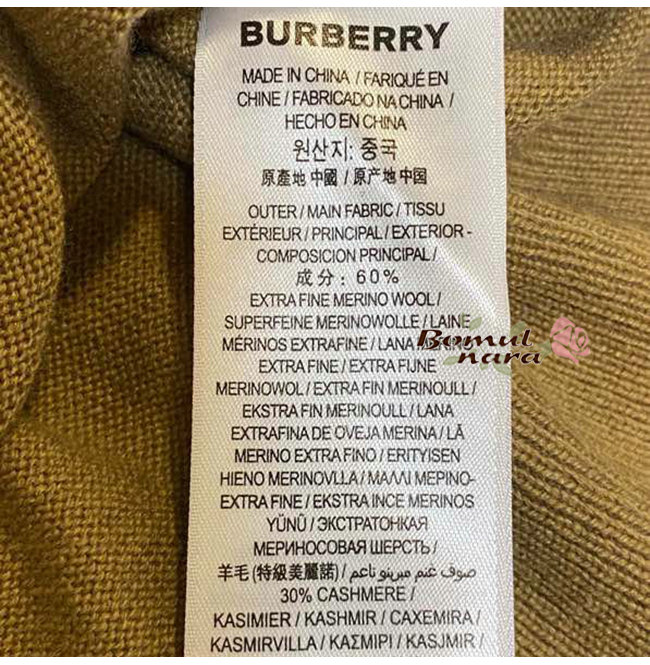 BURBERRY
MADE IN CHINA / FARIQUÉ EN
CHINE / FABRICADO NA CHINA /
HECHO EN CHINA
원산지: 중국
原產地 中國 / 原产地 中国
OUTER / MAIN FABRIC / TISSU
EXTÉRIEUR / PRINCIPAL / EXTERIOR -
COMPOSICION PRINCIPAL /
成分 : 60%
EXTRA FINE MERINO WOOL /
SUPERFEINE MERINOWOLLE / LAINE
MÉRINOS EXTRAFINE / LANA
Bomul
nara
EXTRA FINE / EXTRA FIJNE
MERINOWOL / EXTRA FIN MERINOULL /
EKSTRA FIN MERINOULL / LANA
EXTRAFINA DE OVEJA MERINA / LÃ
MERINO EXTRA FINO / ERITYISEN
HIENO MERINOVLLA / ΜΑΛΛΙ ΜΕΡΙΝΟ-
EXTRA FINE / EKSTRA INCE MERINOS
YÜNÜ / ЭКСТРАТОНКАЯ
МЕРИНОСОВАЯ ШЕРСТЬ /
羊毛 (特級美麗諾) / صوف غنم ميرينو ناعم /
30% CASHMERE /
KASIMIER / KASHMIR / CAXEMIRA /
KASMIRVILLA / ΚΑΣΜΙΡΙ / KASJMIR /